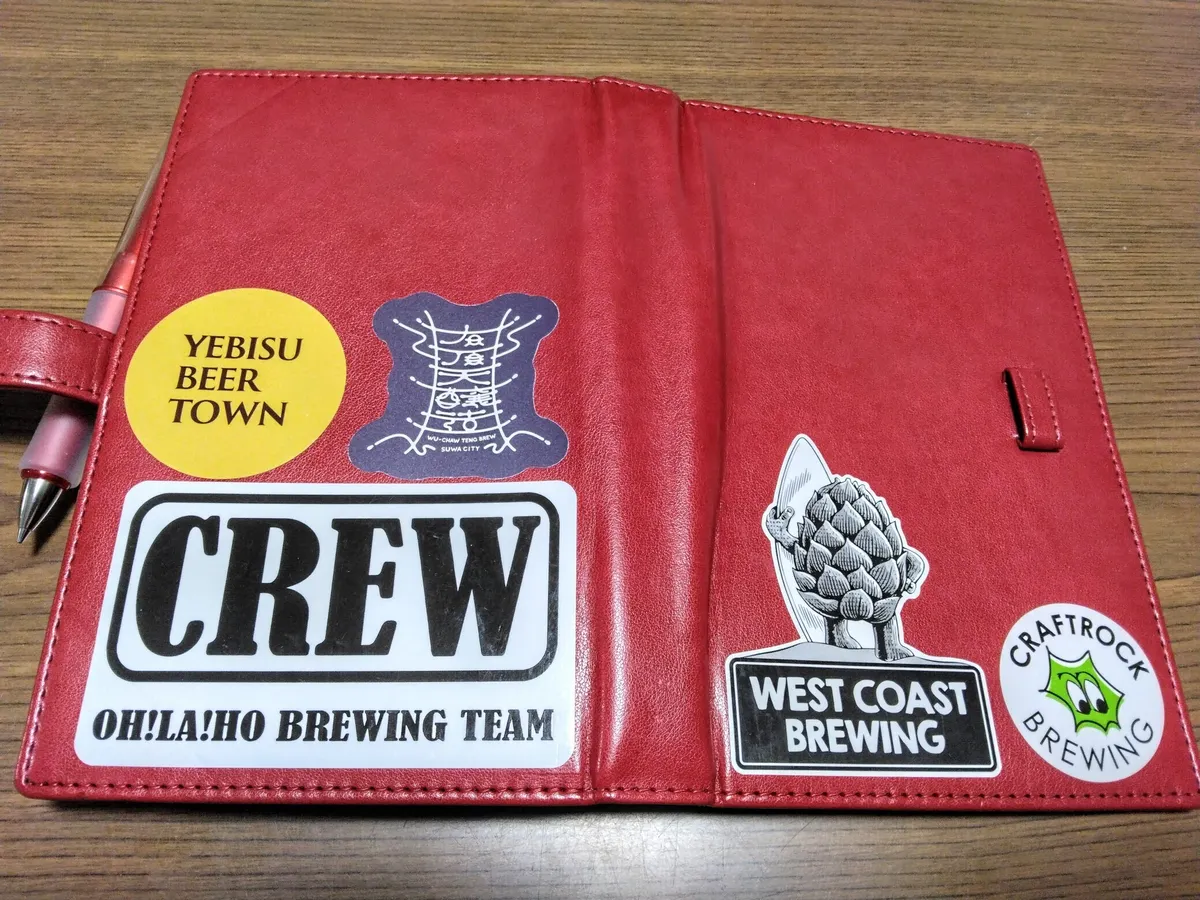 YEBISU
BEER
TOWN
WU-CHAW TENG BREW
SUWA CITY
CREW
OH!LA!HO BREWING TEAM
WEST COAST
BREWING
CRAFTROCK
BREWING